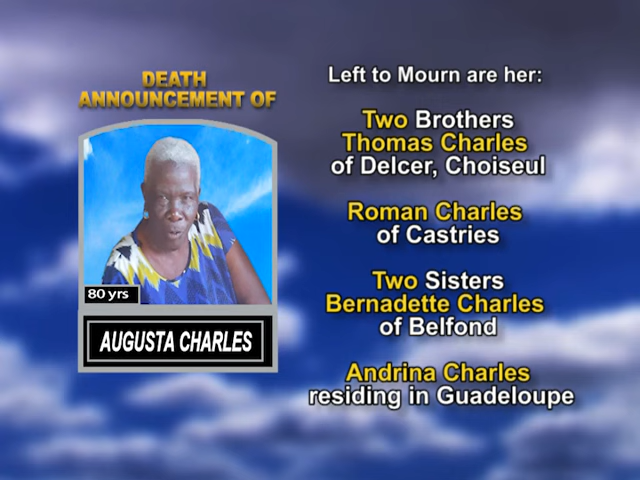 DEATH
ANNOUNCEMENT OF
80 yrs
AUGUSTA CHARLES
Left to Mourn are her:
Two Brothers
Thomas Charles
of Delcer, Choiseul
Roman Charles
of Castries
Two Sisters
Bernadette Charles
of Belfond
Andrina Charles
residing in Guadeloupe